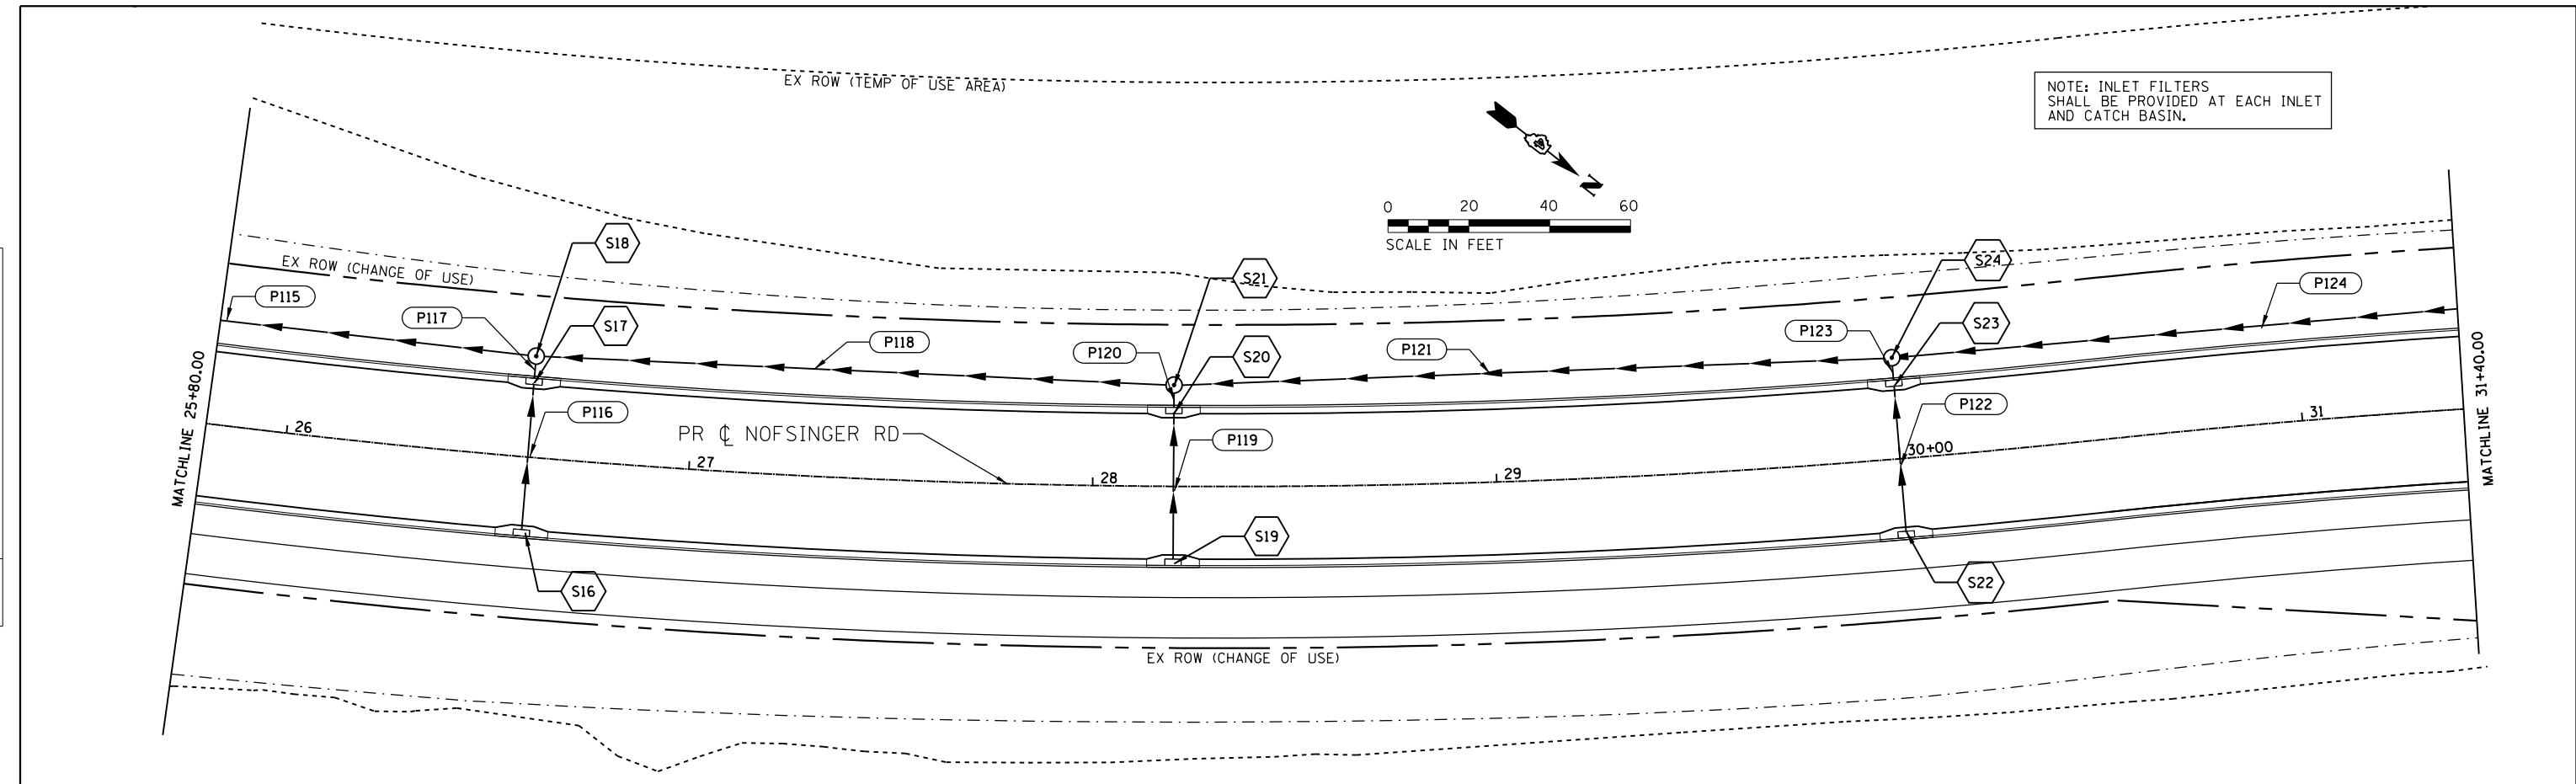 EX ROW (TEMP OF USE AREA)
NOTE: INLET FILTERS
SHALL BE PROVIDED AT EACH INLET
AND CATCH BASIN.
N
0 20 40 60
SCALE IN FEET
S18
S21
S24
EX ROW (CHANGE OF USE)
P115
P117
S17
P118
P120
S20
P121
P123
S23
P124
MATCHLINE 25+80.00
MATCHLINE 31+40.00
26
P116
PR ℄ NOFSINGER RD
27
28
P119
29
30+00
P122
31
S16
S19
S22
EX ROW (CHANGE OF USE)